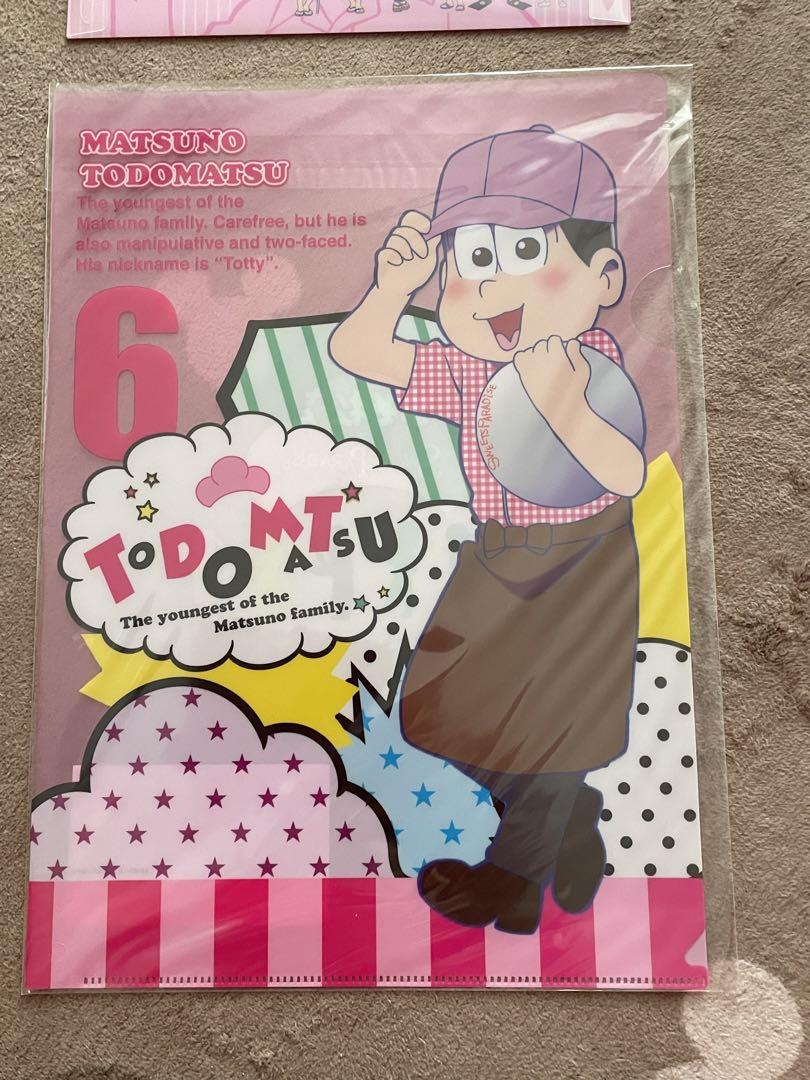 MATSUNO
TODOMATSU
The youngest of the
Matsuno family. Carefree, but he is
also manipulative and two-faced.
His nickname is “Totty”.
6
SWEETS PARADISE
TODOMATSU
The youngest of the
Matsuno family.